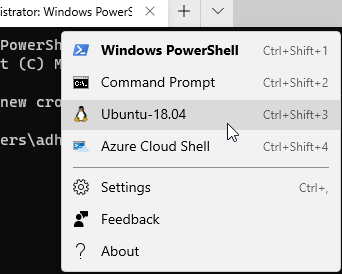 istrator: Windows PowerS
PowerSh
t (C) M
new cro
ers\adh
Windows PowerShell Ctrl+Shift+1
Command Prompt Ctrl+Shift+2
Ubuntu-18.04 Ctrl+Shift+3
Azure Cloud Shell Ctrl+Shift+4
Settings Ctrl+,
Feedback
About